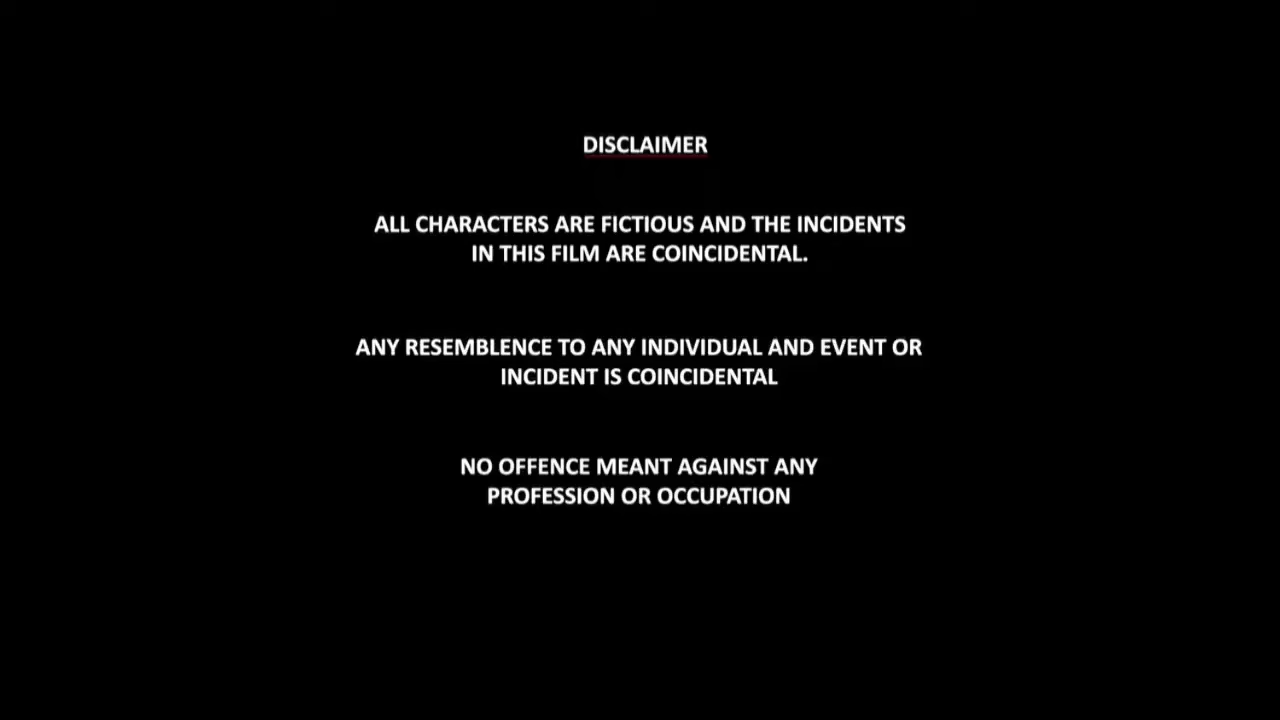 DISCLAIMER
ALL CHARACTERS ARE FICTIOUS AND THE INCIDENTS
IN THIS FILM ARE COINCIDENTAL.
ANY RESEMBLENCE TO ANY INDIVIDUAL AND EVENT OR
INCIDENT IS COINCIDENTAL
NO OFFENCE MEANT AGAINST ANY
PROFESSION OR OCCUPATION